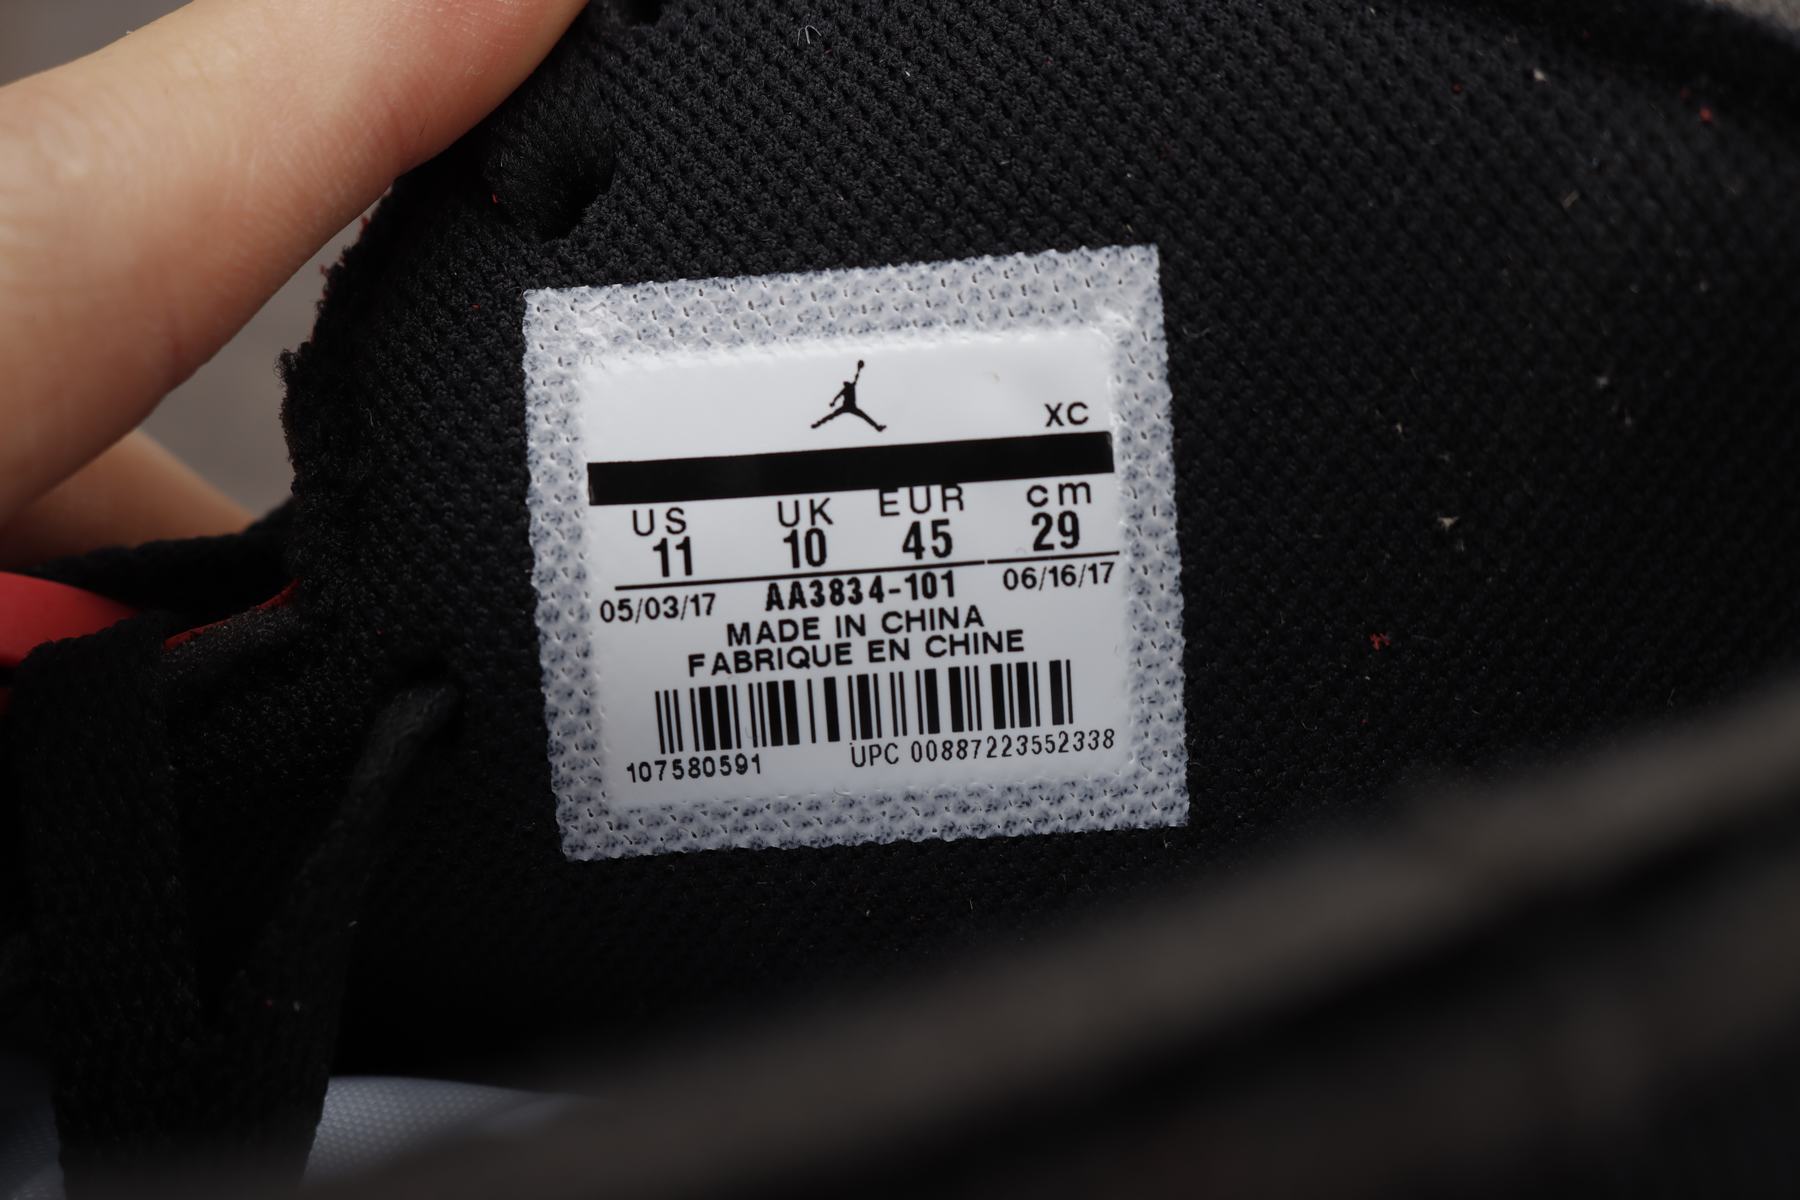 XC
US UK EUR cm
11 10 45 29
05/03/17 AA3834-101 06/16/17
MADE IN CHINA
FABRIQUE EN CHINE
107580591 UPC 00887223552338